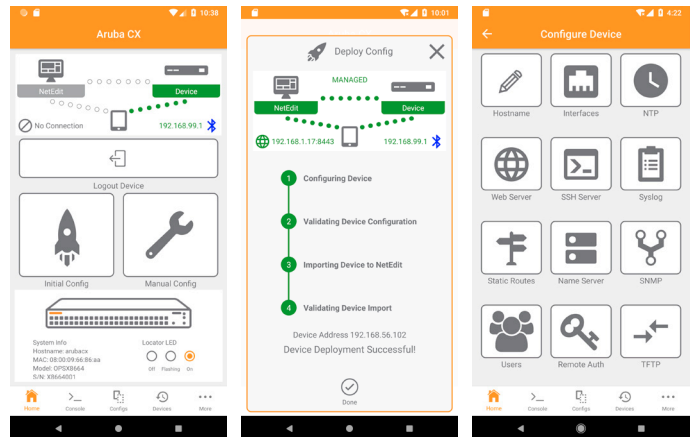 10:38
Aruba CX
NetEdit
Device
No Connection
192.168.99.1
Logout Device
Initial Config
Manual Config
System Info
Hostname: arubacx
MAC: 08:00:09:66:86:aa
Model: OPSX8664
S/N: X8664001
Locator LED
Off Flashing On
Home Console Configs Devices More
10:01
Deploy Config
MANAGED
NetEdit
Device
192.168.1.17:8443
192.168.99.1
1 Configuring Device
2 Validating Device Configuration
3 Importing Device to NetEdit
4 Validating Device Import
Device Address 192.168.56.102
Device Deployment Successful!
Done
4:22
Configure Device
Hostname Interfaces NTP
Web Server SSH Server Syslog
Static Routes Name Server SNMP
Users Remote Auth TFTP
Home Console Configs Devices More